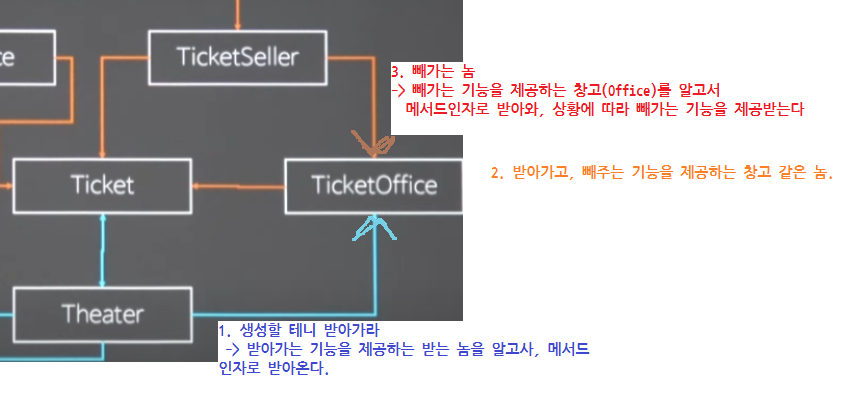 ce
TicketSeller
3. 빼가는 놈
-> 빼가는 기능을 제공하는 창고(Office)를 알고서
메서드인자로 받아와, 상황에 따라 빼가는 기능을 제공받는다
Ticket
TicketOffice
2. 받아가고, 빼주는 기능을 제공하는 창고 같은 놈.
Theater
1. 생성할 테니 받아가라
-> 받아가는 기능을 제공하는 받는 놈을 알고사, 메서드
인자로 받아온다.